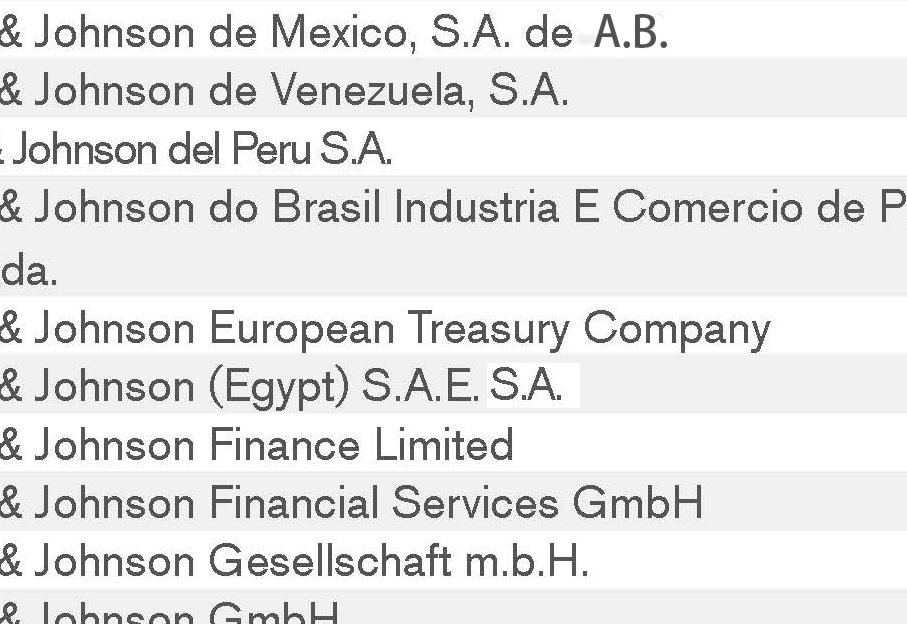 & Johnson de Mexico, S.A. de A.B.
& Johnson de Venezuela, S.A.
& Johnson del Peru S.A.
& Johnson do Brasil Industria E Comercio de P
da.
& Johnson European Treasury Company
& Johnson (Egypt) S.A.E. S.A.
& Johnson Finance Limited
& Johnson Financial Services GmbH
& Johnson Gesellschaft m.b.H.
& Johnson GmbH